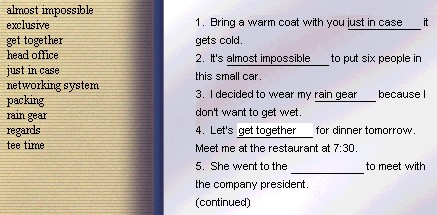 almost impossible
exclusive
get together
head office
just in case
networking system
packing
rain gear
regards
tee time
1. Bring a warm coat with you just in case it
gets cold.
2. It's almost impossible to put six people in
this small car.
3. I decided to wear my rain gear because I
don't want to get wet.
4. Let's get together for dinner tomorrow.
Meet me at the restaurant at 7:30.
5. She went to the ____________ to meet with
the company president.
(continued)